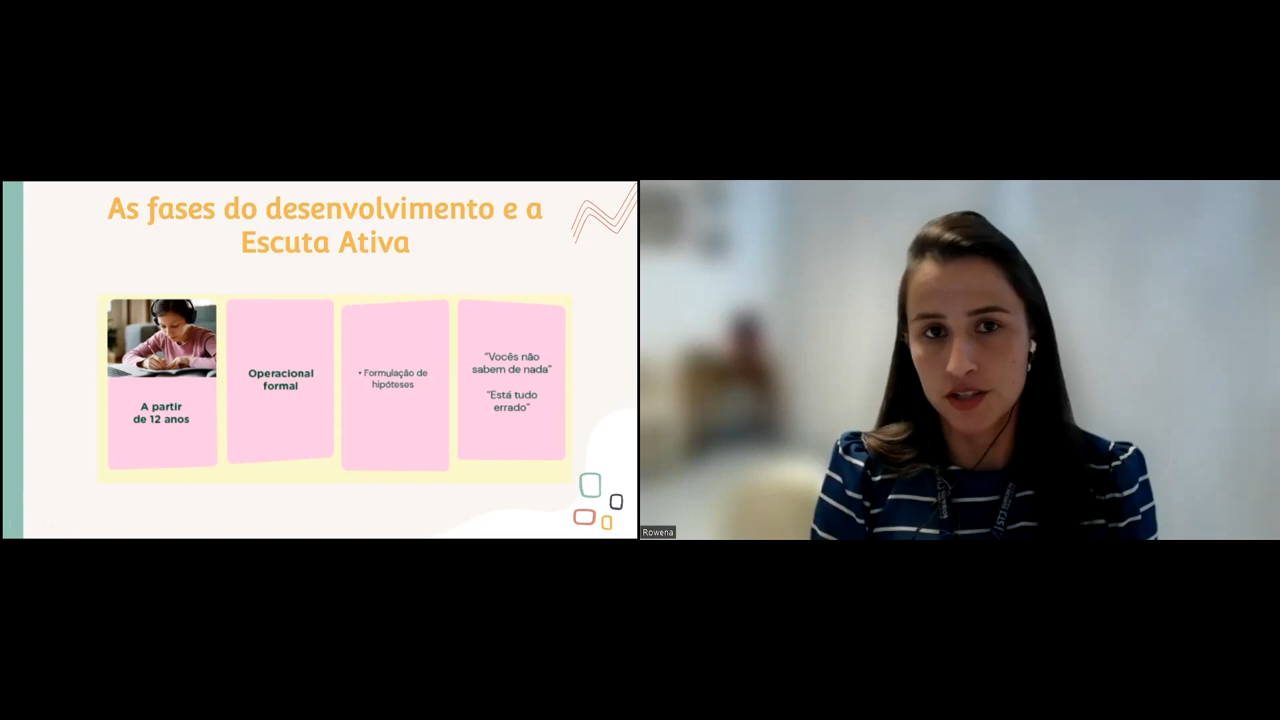 As fases do desenvolvimento e a
Escuta Ativa
A partir
de 12 anos
Operacional
formal
• Formulação de
hipóteses
"Vocês não
sabem de nada"
"Está tudo
errado"
Rowena
STJ